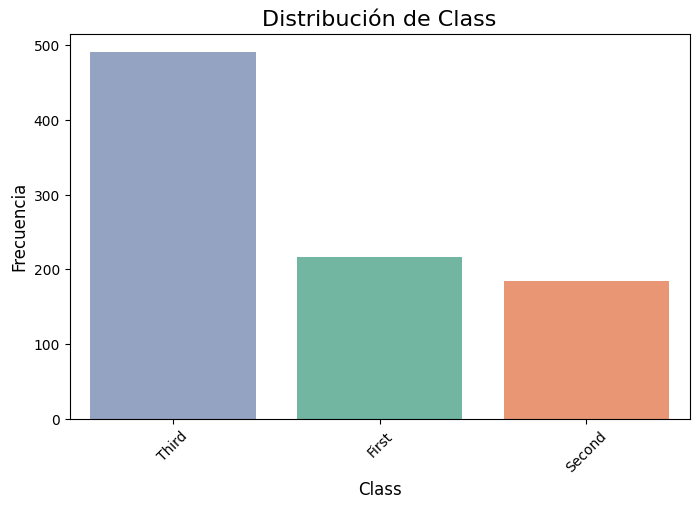 Distribución de Class
Frecuencia
500
400
300
200
100
0
Third
First
Second
Class